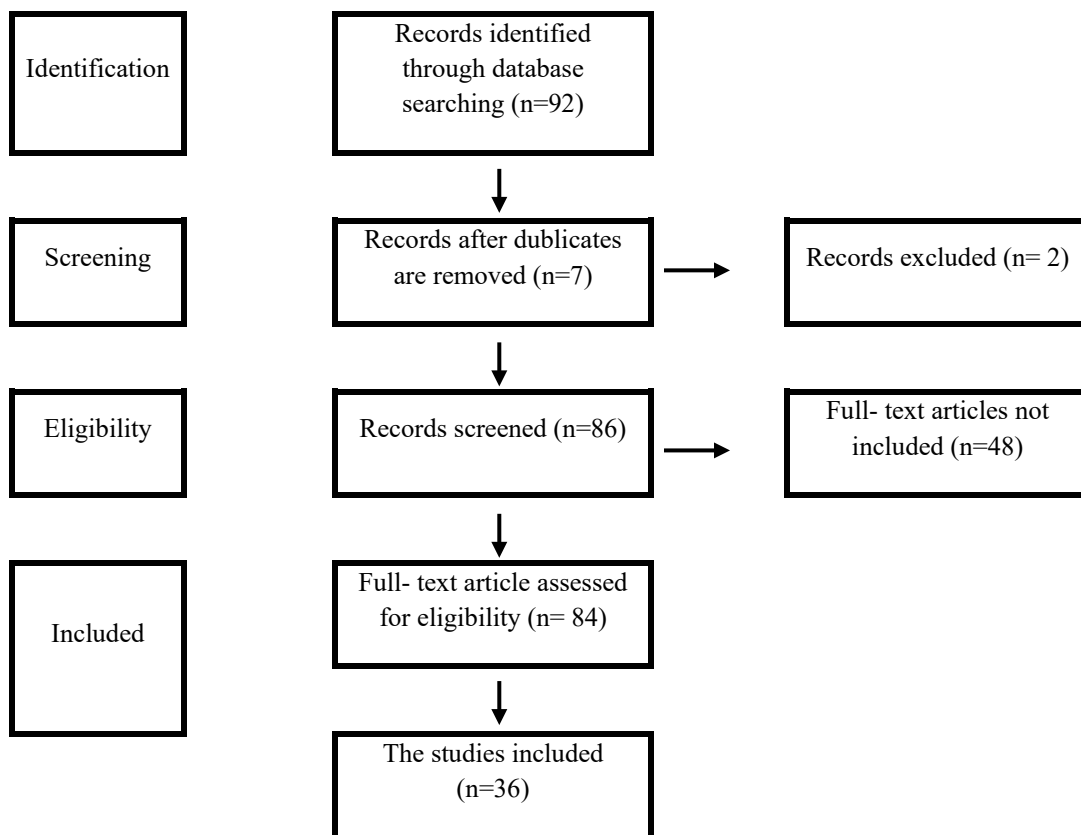 Identification
Records identified
through database
searching (n=92)
Screening
Records after dublicates
are removed (n=7)
Records excluded (n= 2)
Eligibility
Records screened (n=86)
Full- text articles not
included (n=48)
Included
Full- text article assessed
for eligibility (n= 84)
The studies included
(n=36)